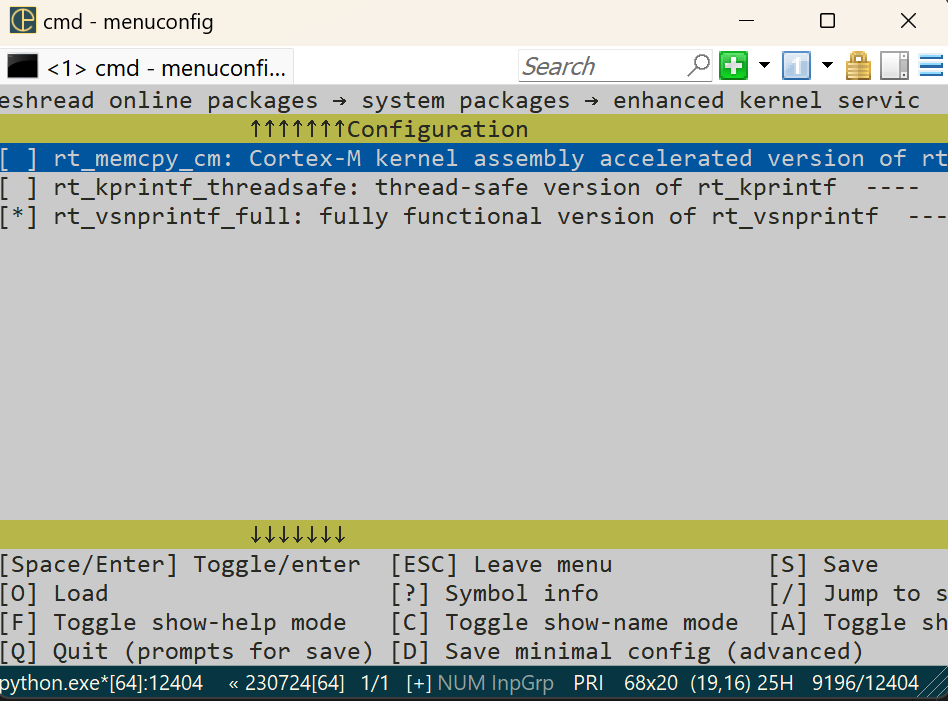 cmd - menuconfig
<1> cmd - menuconfi... Search 1
eshread online packages → system packages → enhanced kernel servic
↑↑↑↑↑↑↑Configuration
[ ] rt_memcpy_cm: Cortex-M kernel assembly accelerated version of rt
[ ] rt_kprintf_threadsafe: thread-safe version of rt_kprintf ----
[*] rt_vsnprintf_full: fully functional version of rt_vsnprintf ---
↓↓↓↓↓↓↓
[Space/Enter] Toggle/enter [ESC] Leave menu [S] Save
[O] Load [?] Symbol info [/] Jump to s
[F] Toggle show-help mode [C] Toggle show-name mode [A] Toggle sh
[Q] Quit (prompts for save) [D] Save minimal config (advanced)
python.exe*[64]:12404 « 230724[64] 1/1 [+] NUM InpGrp PRI 68x20 (19,16) 25H 9196/12404